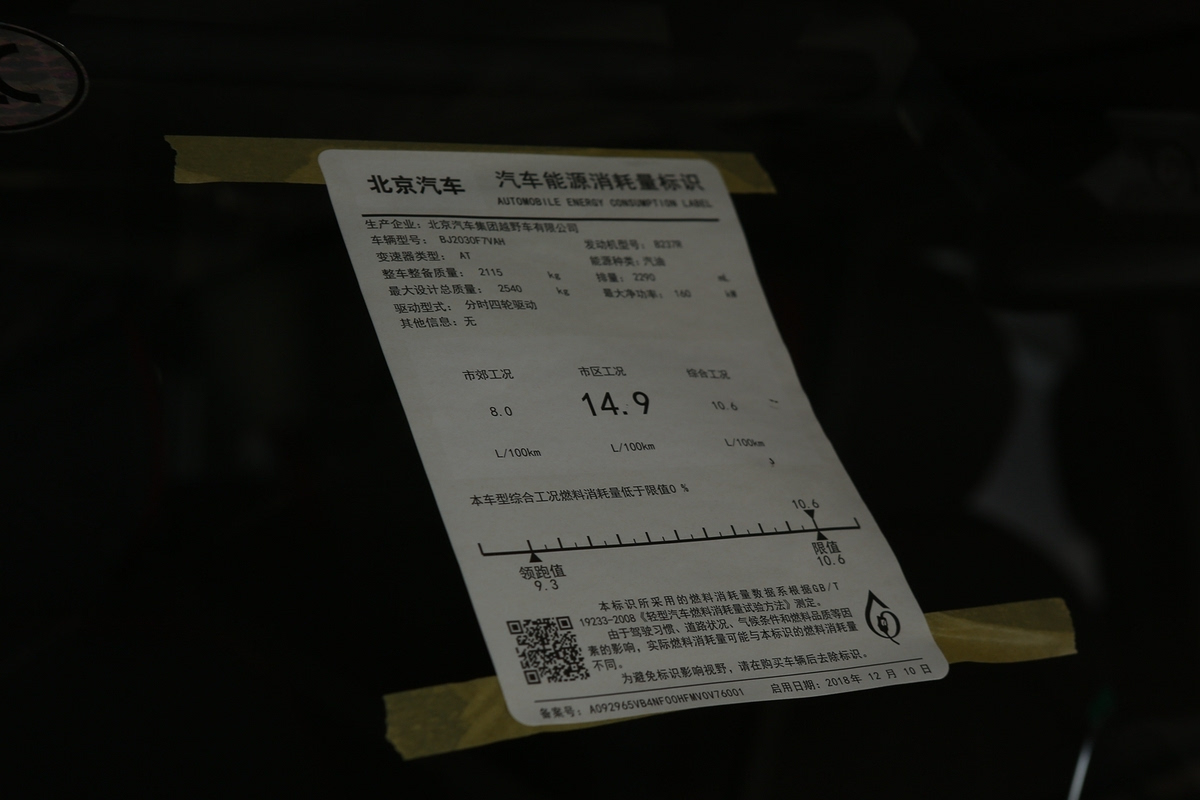 北京汽车 汽车能源消耗量标识
AUTOMOBILE ENERGY CONSUMPTION LABEL
生产企业：北京汽车集团越野车有限公司
车辆型号： BJ2030F7VAH 发动机型号： B237R
变速器类型： AT 能源种类：汽油
整车整备质量： 2115 kg 排量： 2290 mL
最大设计总质量： 2540 kg 最大净功率： 160 kW
驱动型式： 分时四轮驱动
其他信息：无
市郊工况 市区工况 综合工况
8.0 14.9 10.6
L/100km L/100km L/100km
本车型综合工况燃料消耗量低于限值0 %
10.6
领跑值 限值
9.3 10.6
本标识所采用的燃料消耗量数据系根据GB/T
19233-2008《轻型汽车燃料消耗量试验方法》测定。
由于驾驶习惯、道路状况、气候条件和燃料品质等因
素的影响，实际燃料消耗量可能与本标识的燃料消耗量
不同。
为避免标识影响视野，请在购买车辆后去除标识。
备案号： A092965VB4NF00HFMV0V76001 启用日期：2018年 12 月 10 日